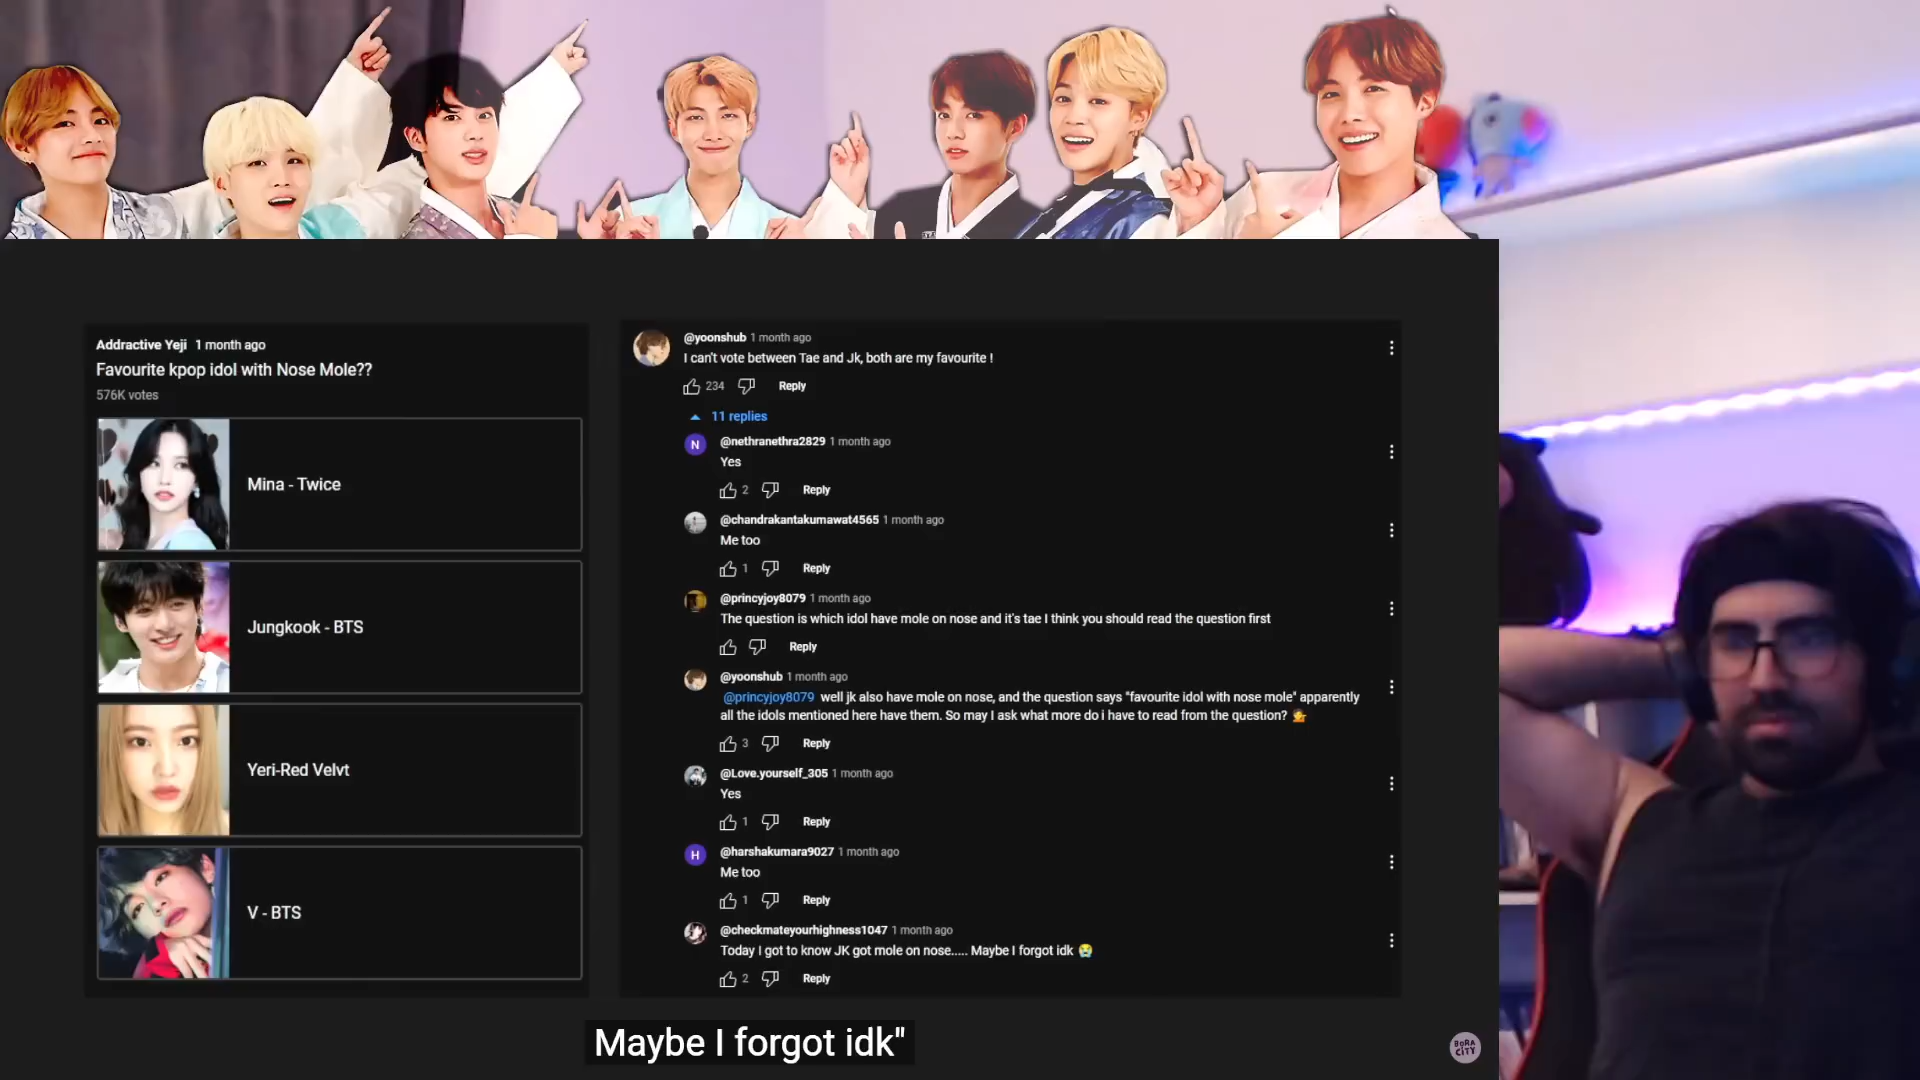 Addractive Yeji 1 month ago
Favourite kpop idol with Nose Mole??
576K votes
Mina - Twice
Jungkook - BTS
Yeri-Red Velvt
V - BTS
@yoonshub 1 month ago
I can't vote between Tae and Jk, both are my favourite !
234 Reply
11 replies
N
@nethranethra2829 1 month ago
Yes
2 Reply
@chandrakantakumawat4565 1 month ago
Me too
1 Reply
@princyjoy8079 1 month ago
The question is which idol have mole on nose and it's tae I think you should read the question first
Reply
@yoonshub 1 month ago
@princyjoy8079 well jk also have mole on nose, and the question says "favourite idol with nose mole" apparently
all the idols mentioned here have them. So may I ask what more do i have to read from the question? 💁
3 Reply
@Love.yourself_305 1 month ago
Yes
1 Reply
H
@harshakumara9027 1 month ago
Me too
1 Reply
@checkmateyourhighness1047 1 month ago
Today I got to know JK got mole on nose..... Maybe I forgot idk 😭
2 Reply
Maybe I forgot idk"
BORA
CITY